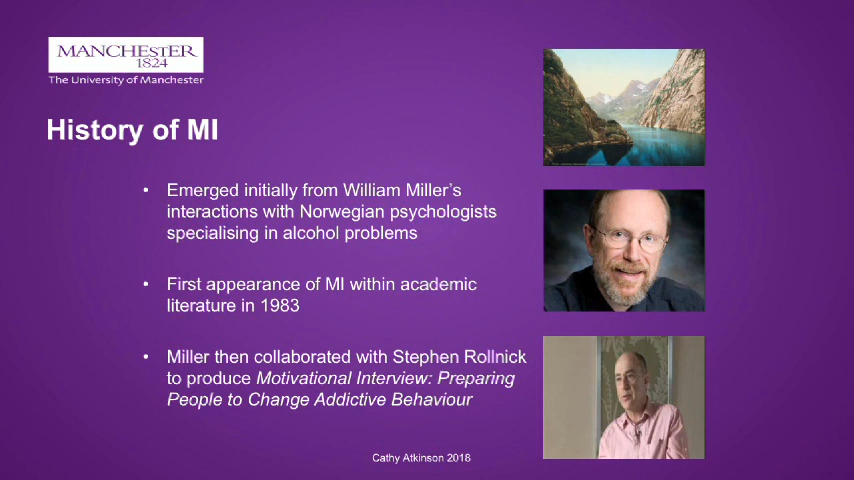 MANCHESTER
1824
The University of Manchester
History of MI
• Emerged initially from William Miller's
interactions with Norwegian psychologists
specialising in alcohol problems
• First appearance of MI within academic
literature in 1983
• Miller then collaborated with Stephen Rollnick
to produce Motivational Interview: Preparing
People to Change Addictive Behaviour
Cathy Atkinson 2018